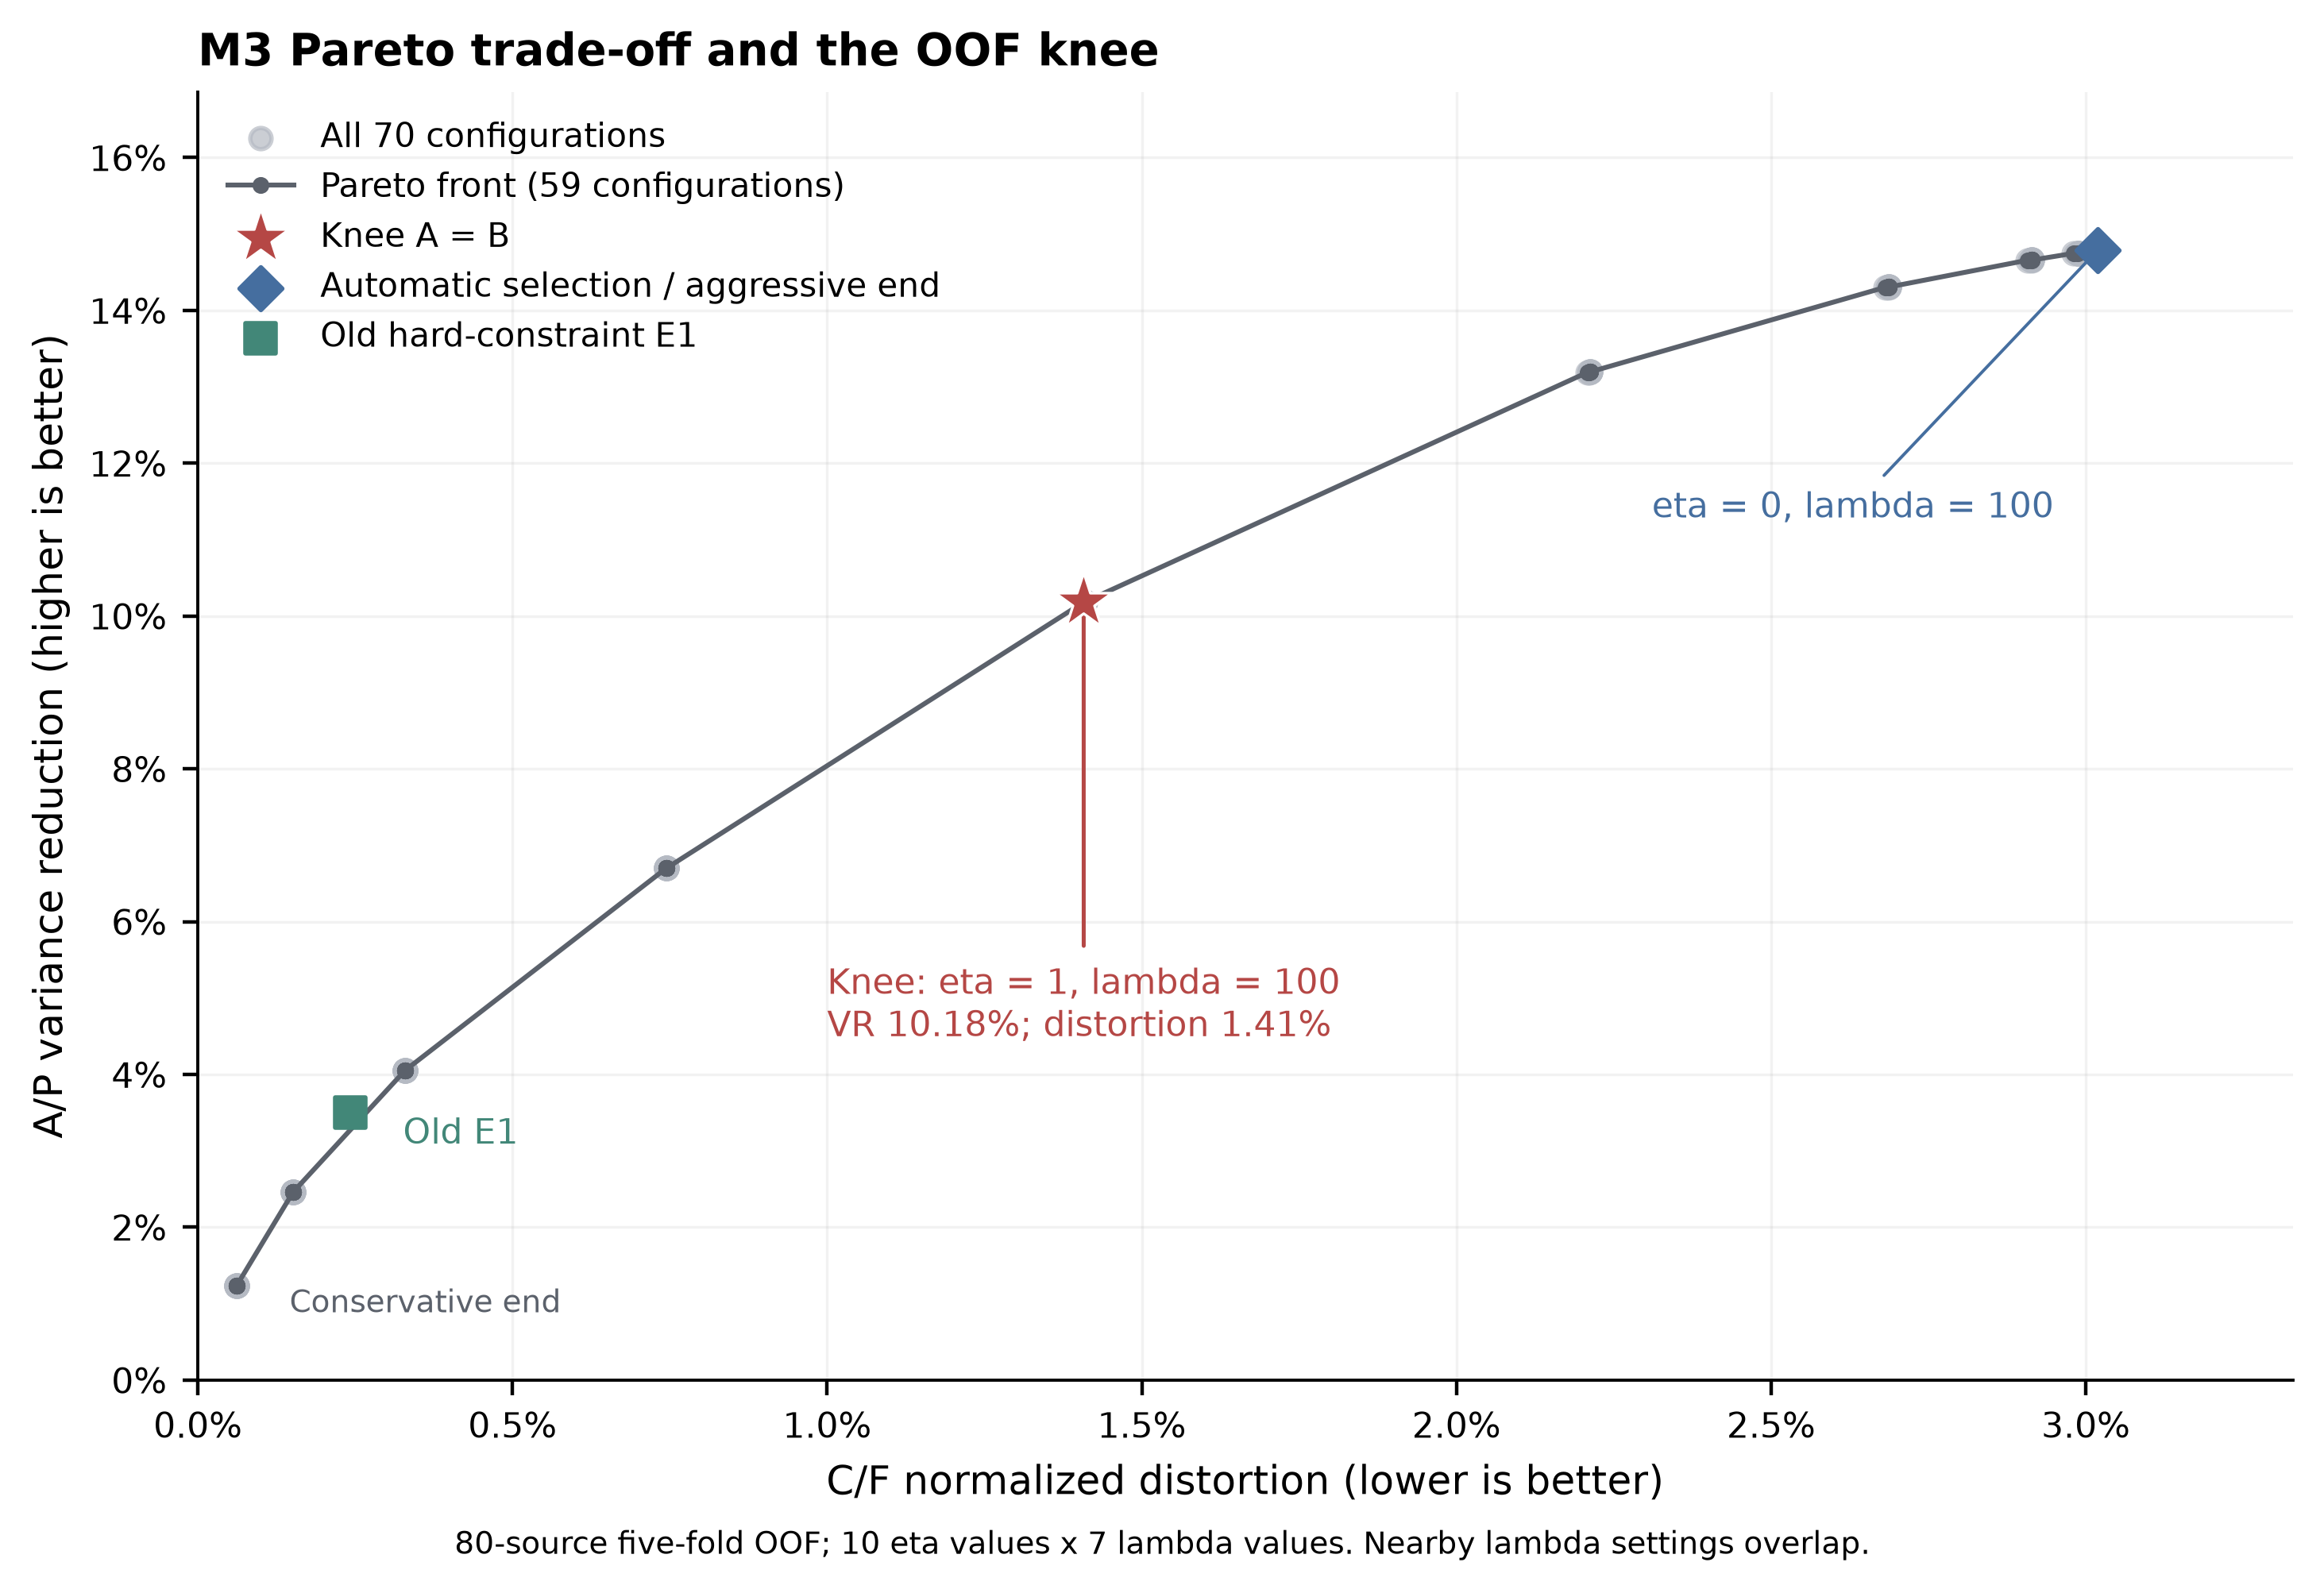 M3 Pareto trade-off and the OOF knee
All 70 configurations
Pareto front (59 configurations)
Knee A = B
Automatic selection / aggressive end
Old hard-constraint E1
A/P variance reduction (higher is better)
16%
14%
12%
10%
8%
6%
4%
2%
0%
eta = 0, lambda = 100
Knee: eta = 1, lambda = 100
VR 10.18%; distortion 1.41%
Old E1
Conservative end
0.0%
0.5%
1.0%
1.5%
2.0%
2.5%
3.0%
C/F normalized distortion (lower is better)
80-source five-fold OOF; 10 eta values x 7 lambda values. Nearby lambda settings overlap.